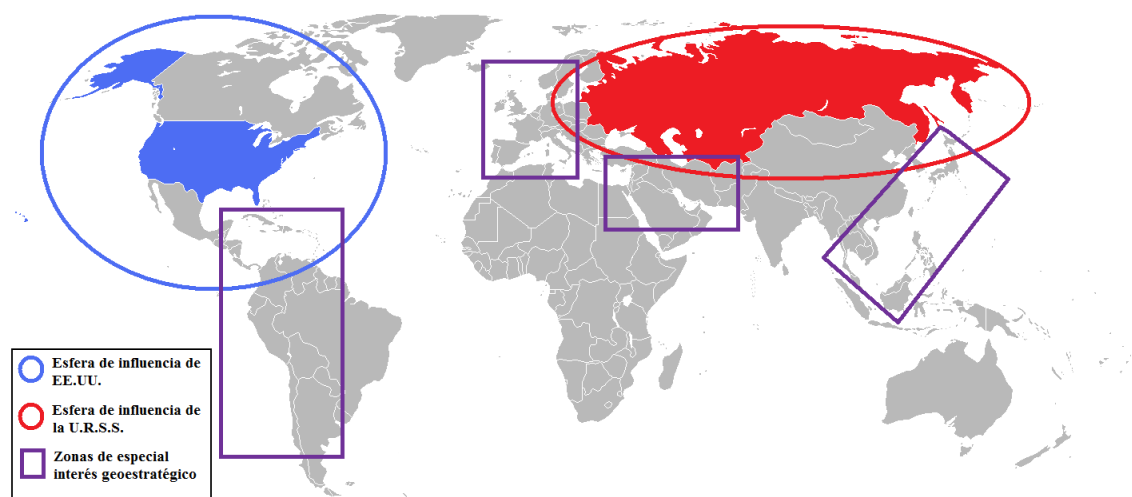 Esfera de influencia de
EE.UU.
Esfera de influencia de
la U.R.S.S.
Zonas de especial
interés geoestratégico